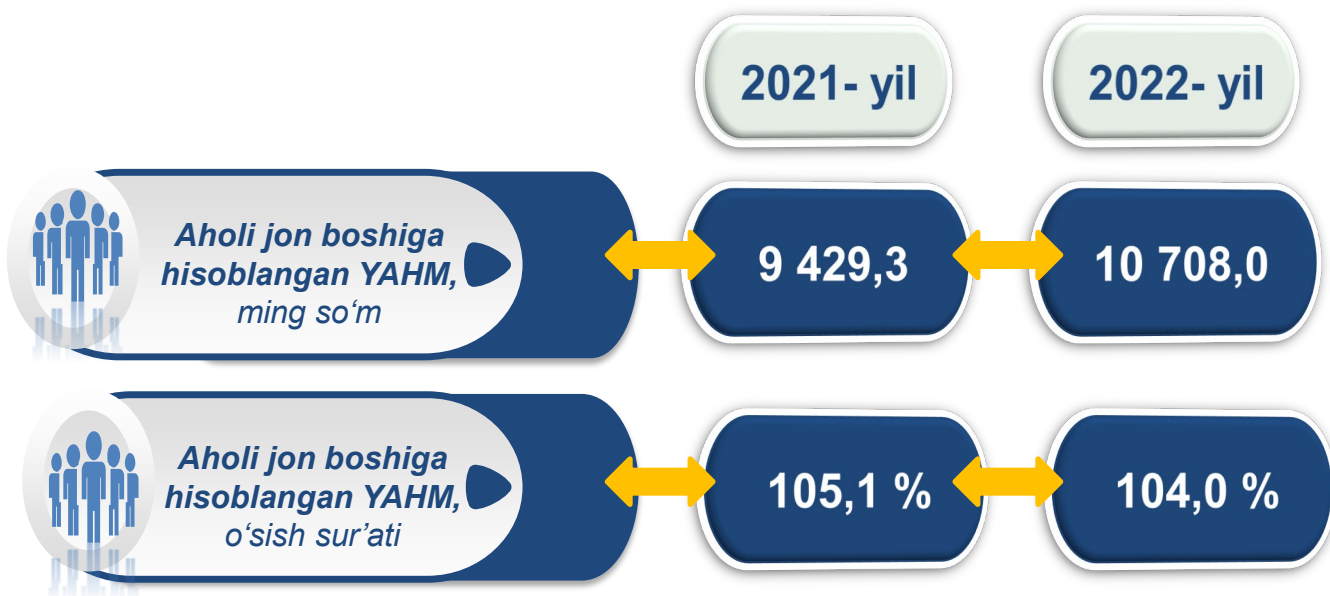 2021- yil
2022- yil
Aholi jon boshiga
hisoblangan YAHM,
ming so‘m
9 429,3
10 708,0
Aholi jon boshiga
hisoblangan YAHM,
o‘sish sur’ati
105,1 %
104,0 %